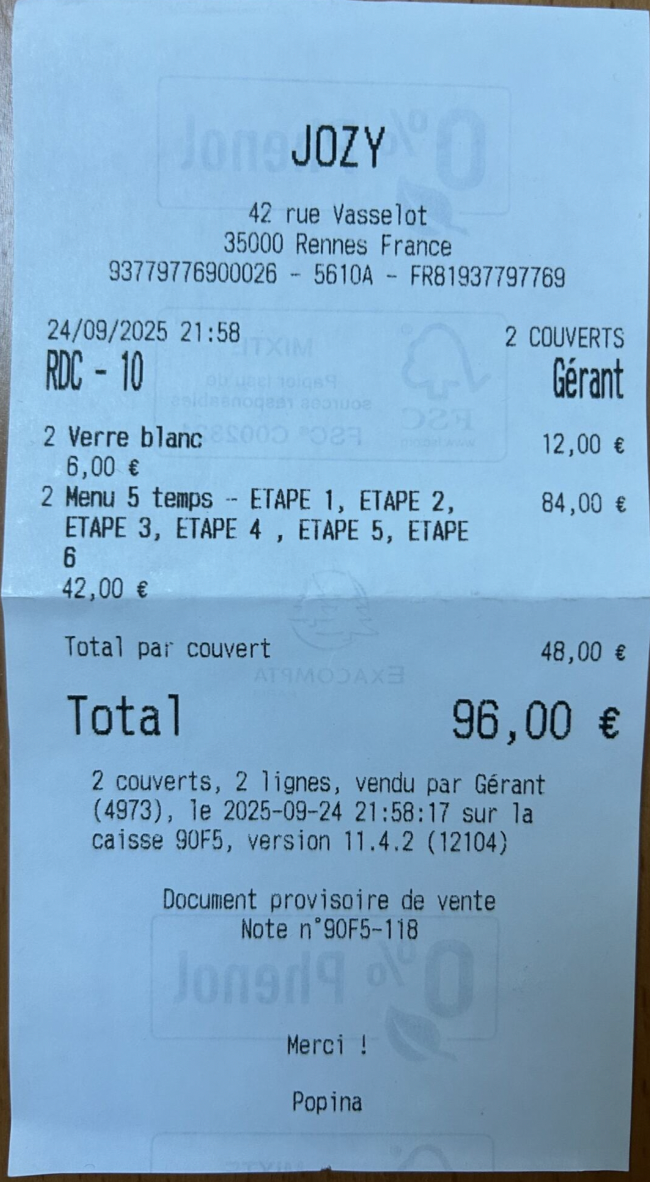 JOZY
42 rue Vasselot
35000 Rennes France
93779776900026 - 5610A - FR81937797769
24/09/2025 21:58 2 COUVERTS
RDC - 10 Gérant
2 Verre blanc 12,00 €
6,00 €
2 Menu 5 temps - ETAPE 1, ETAPE 2, 84,00 €
ETAPE 3, ETAPE 4 , ETAPE 5, ETAPE
6
42,00 €
Total par couvert 48,00 €
Total 96,00 €
2 couverts, 2 lignes, vendu par Gérant
(4973), le 2025-09-24 21:58:17 sur la
caisse 90F5, version 11.4.2 (12104)
Document provisoire de vente
Note n°90F5-118
Merci !
Popina